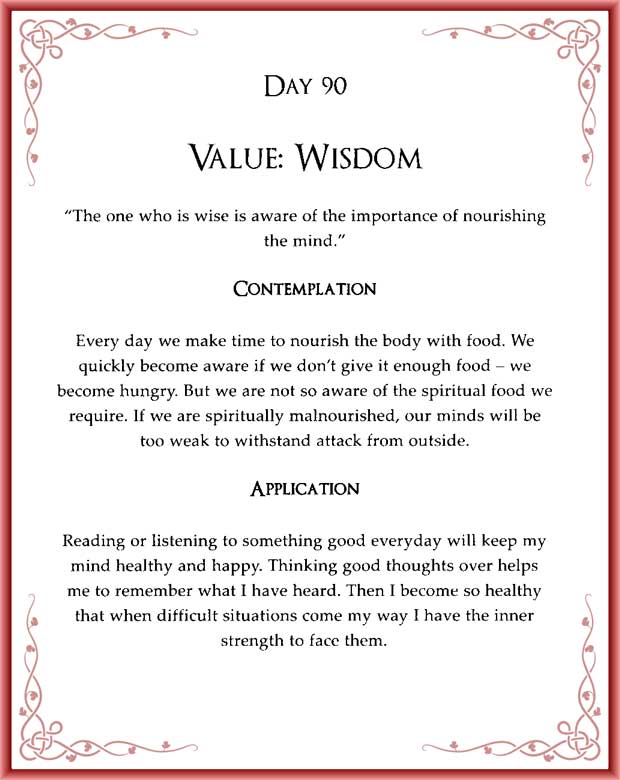 DAY 90
VALUE: WISDOM
“The one who is wise is aware of the importance of nourishing
the mind.”
CONTEMPLATION
Every day we make time to nourish the body with food. We
quickly become aware if we don’t give it enough food – we
become hungry. But we are not so aware of the spiritual food we
require. If we are spiritually malnourished, our minds will be
too weak to withstand attack from outside.
APPLICATION
Reading or listening to something good everyday will keep my
mind healthy and happy. Thinking good thoughts over helps
me to remember what I have heard. Then I become so healthy
that when difficult situations come my way I have the inner
strength to face them.